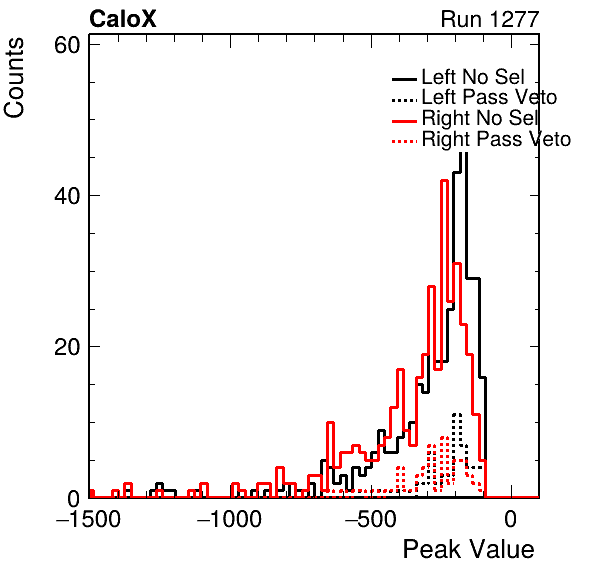 CaloX Run 1277
Counts
60
40
20
0
Left No Sel
Left Pass Veto
Right No Sel
Right Pass Veto
−1500 −1000 −500 0
Peak Value